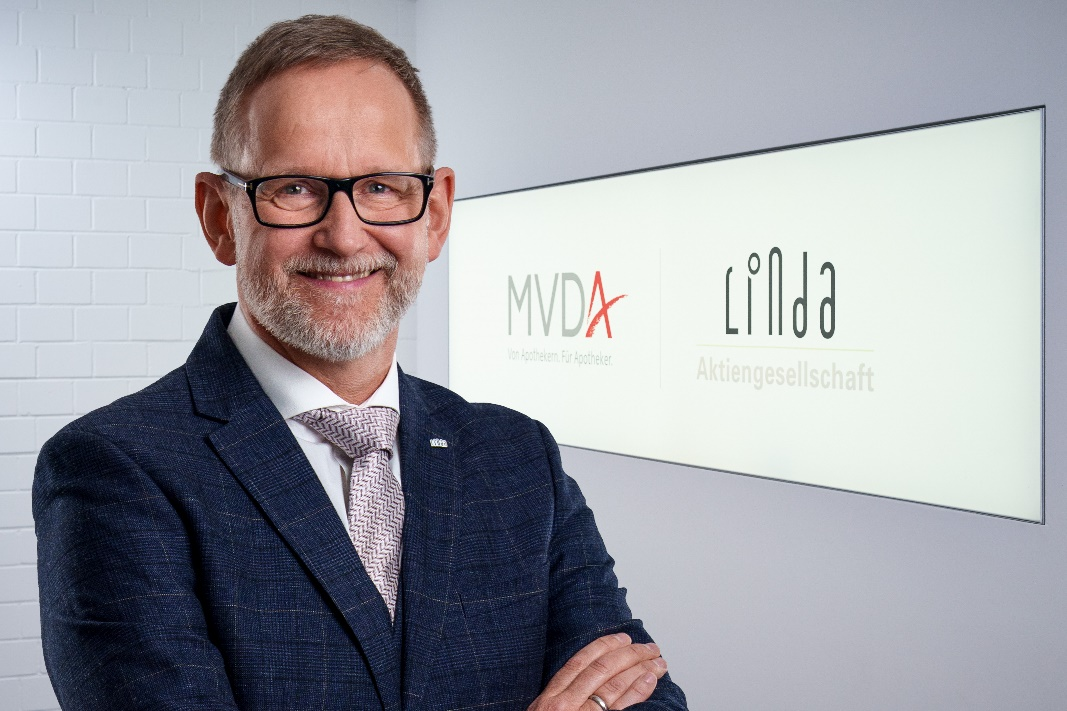 MVDA
Von Apothekern. Für Apotheker.
Linda
Aktiengesellschaft